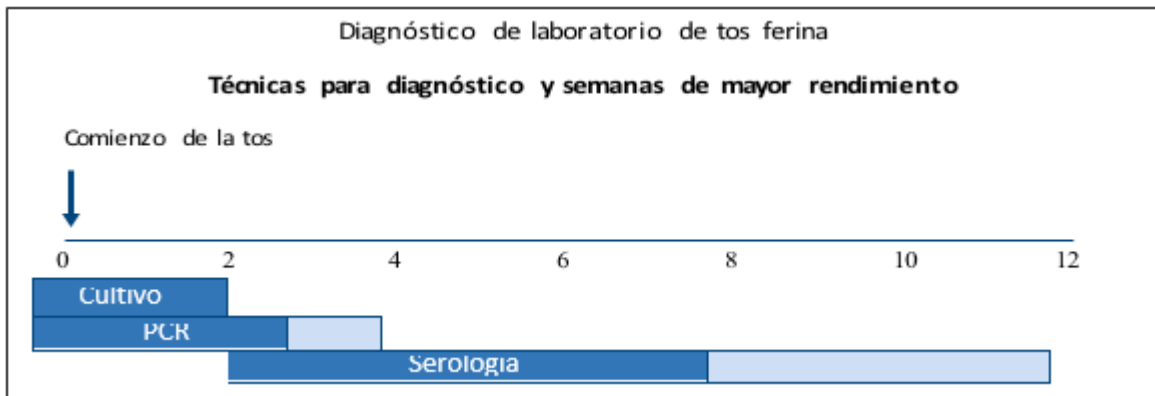 Diagnóstico de laboratorio de tos ferina
Técnicas para diagnóstico y semanas de mayor rendimiento
Comienzo de la tos
0 2 4 6 8 10 12
Cultivo
PCR
Serología